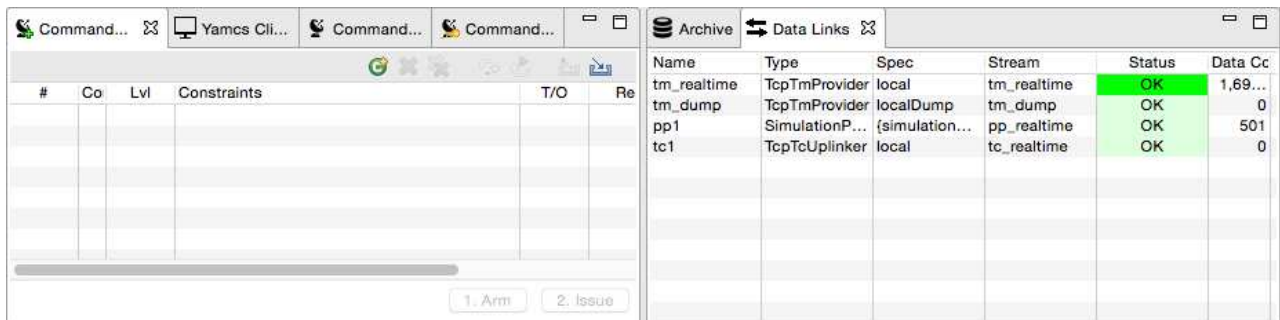 Command... Yamcs Cli... Command... Command...
# Co Lvl Constraints T/O Re
1. Arm 2. Issue
Archive Data Links
Name Type Spec Stream Status Data Cc
tm_realtime TcpTmProvider local tm_realtime OK 1,69...
tm_dump TcpTmProvider localDump tm_dump OK 0
pp1 SimulationP... {simulation... pp_realtime OK 501
tc1 TcpTcUplinker local tc_realtime OK 0